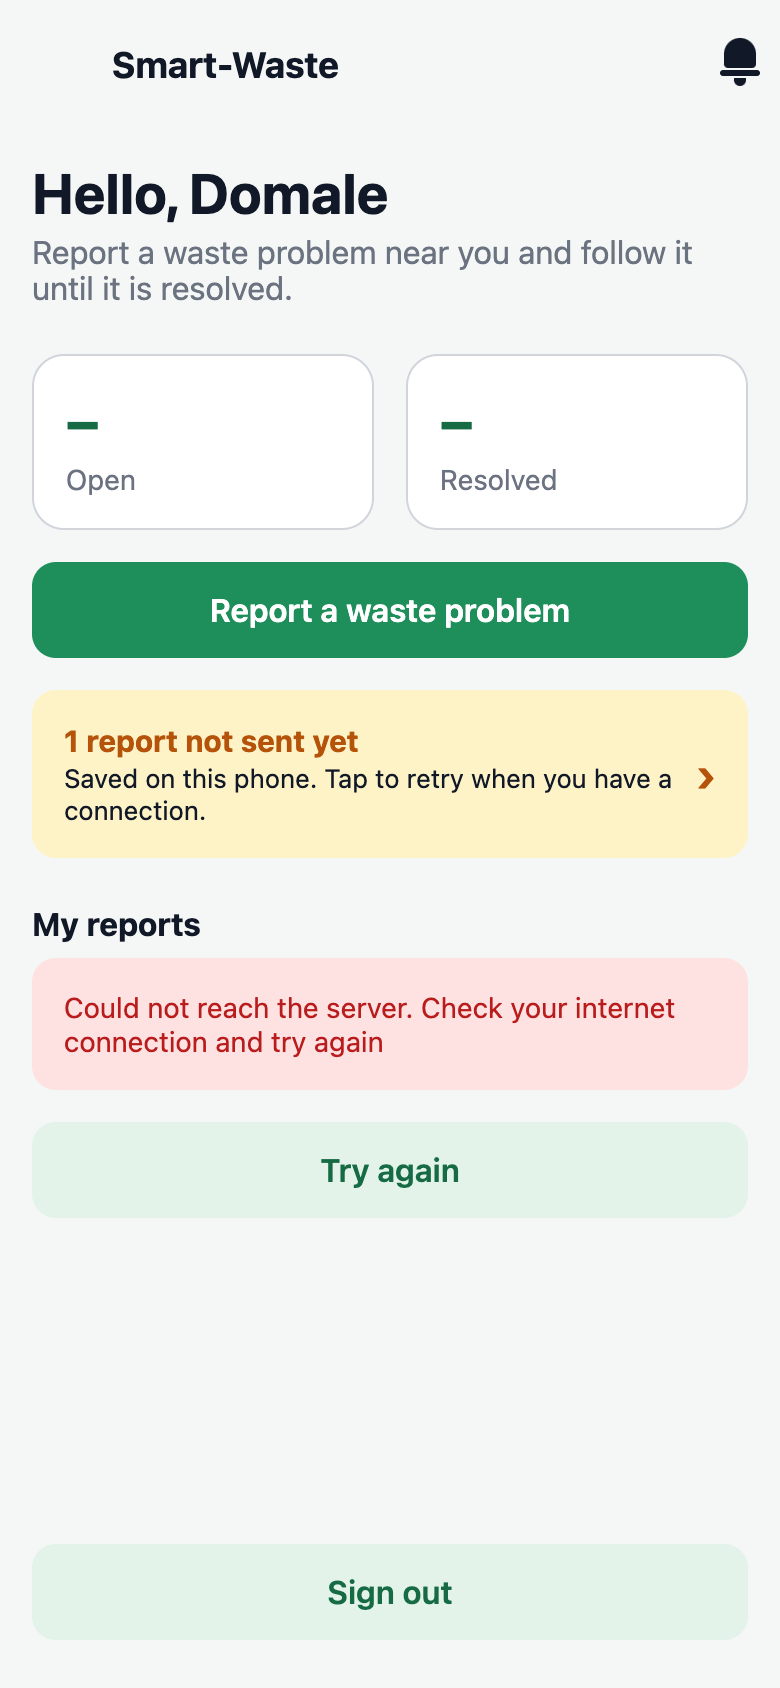 Smart-Waste
Hello, Domale
Report a waste problem near you and follow it
until it is resolved.
–
Open
–
Resolved
Report a waste problem
1 report not sent yet
Saved on this phone. Tap to retry when you have a
connection.
›
My reports
Could not reach the server. Check your internet
connection and try again
Try again
Sign out